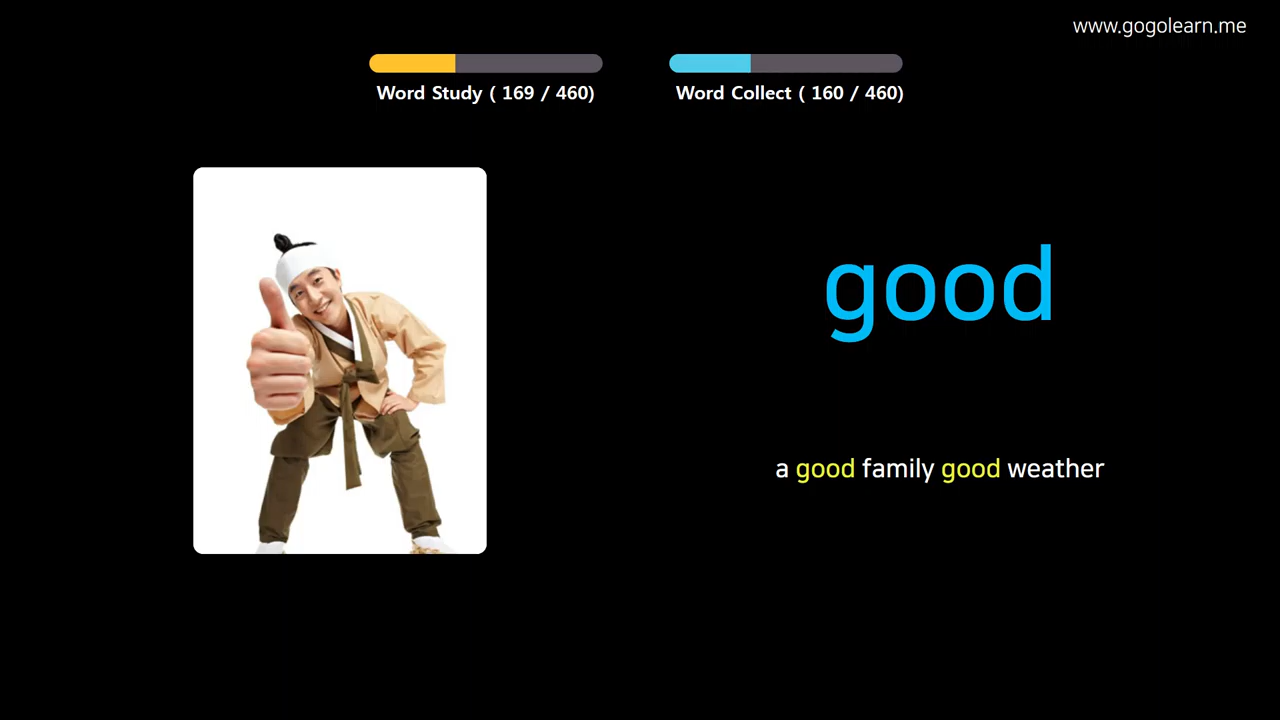 www.gogolearn.me
Word Study ( 169 / 460)
Word Collect ( 160 / 460)
good
a good family good weather